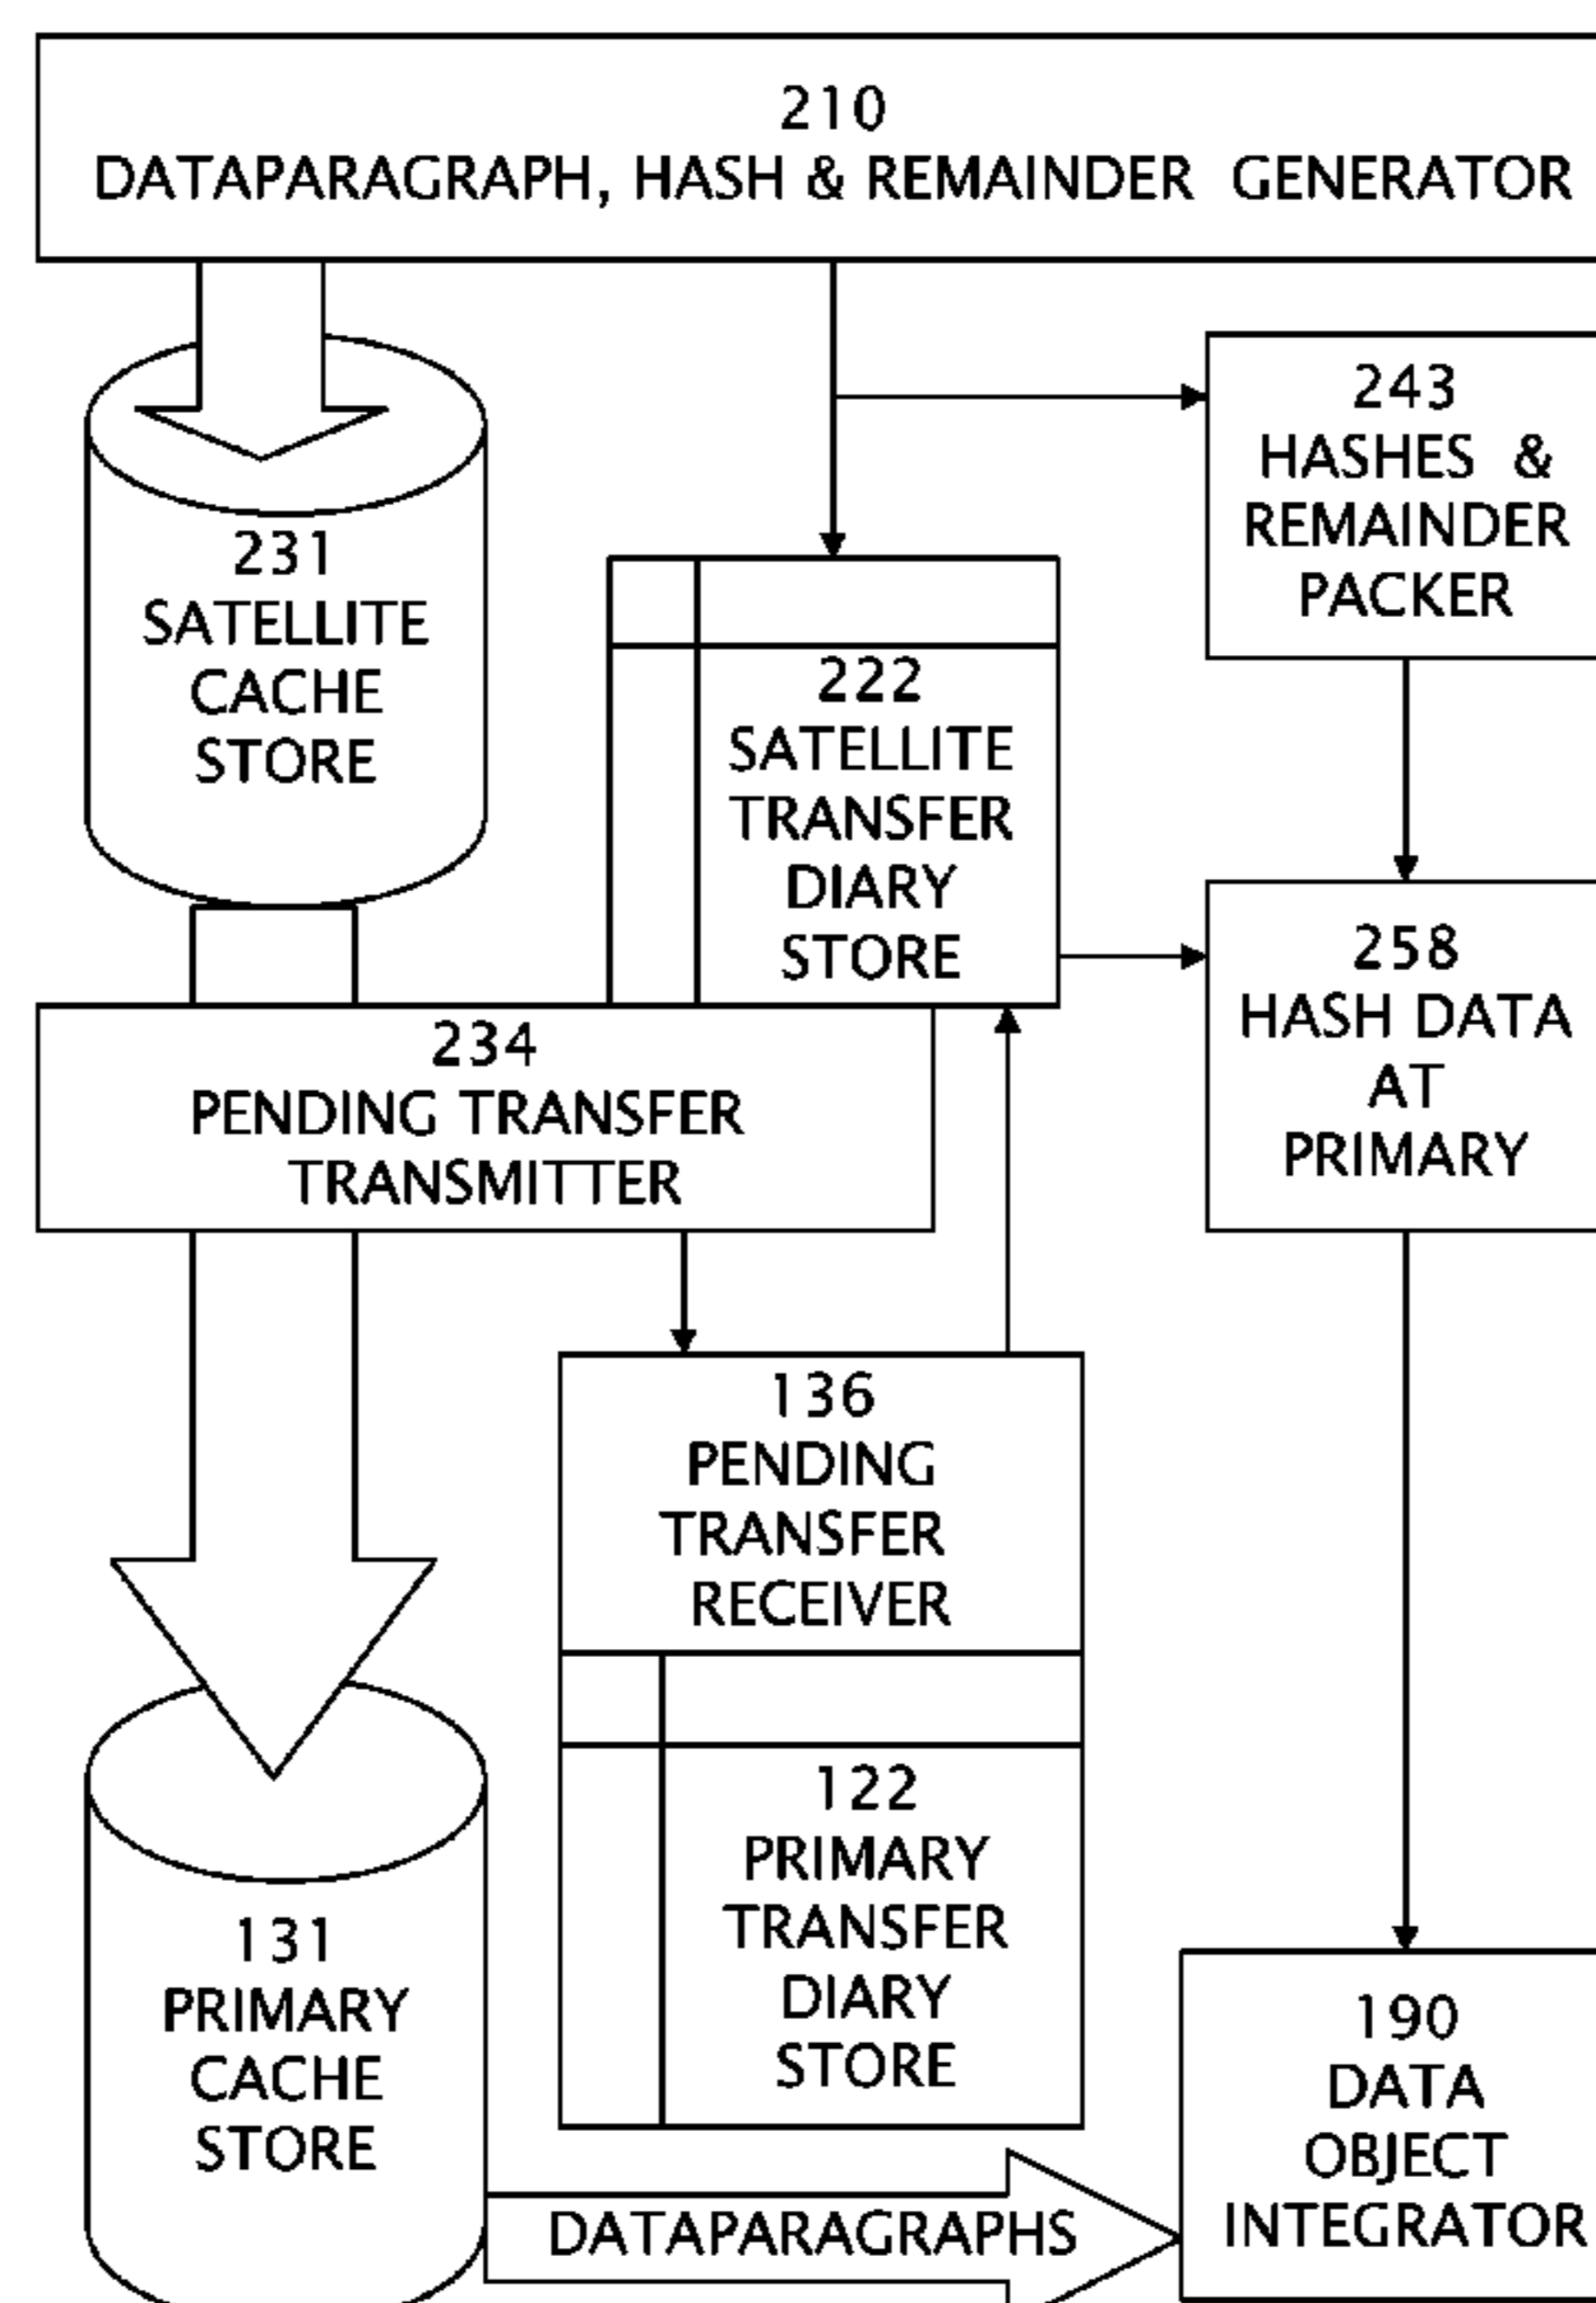 210
DATAPARAGRAPH, HASH & REMAINDER GENERATOR
243
HASHES &
REMAINDER
PACKER
231
SATELLITE
CACHE
STORE
222
SATELLITE
TRANSFER
DIARY
STORE
258
HASH DATA
AT
PRIMARY
234
PENDING TRANSFER
TRANSMITTER
136
PENDING
TRANSFER
RECEIVER
122
PRIMARY
TRANSFER
DIARY
STORE
131
PRIMARY
CACHE
STORE
190
DATA
OBJECT
INTEGRATOR
DATAPARAGRAPHS